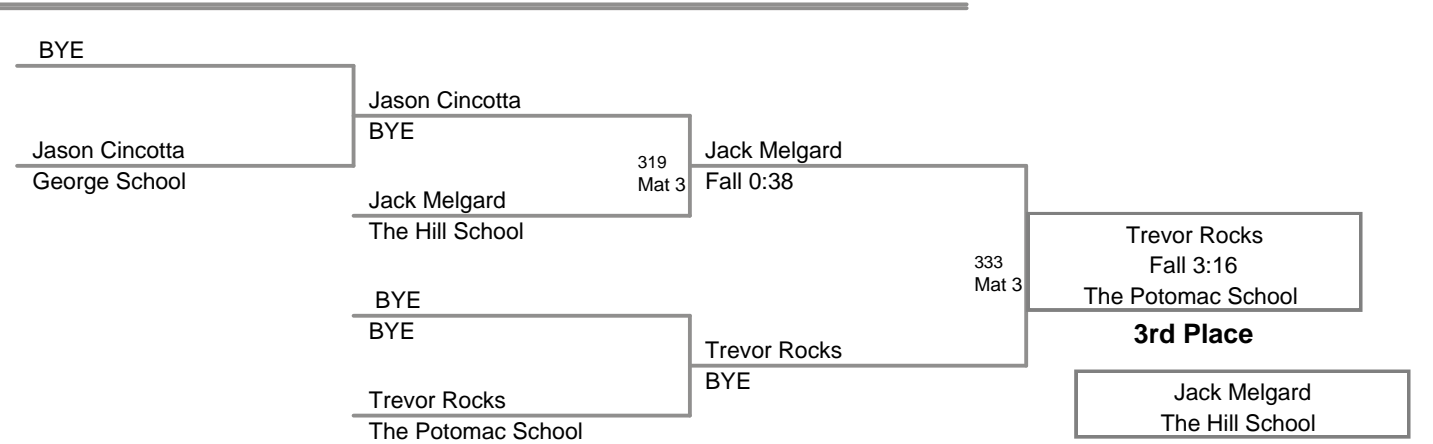 BYE
Jason Cincotta
George School
Jason Cincotta
BYE
Jack Melgard
The Hill School
319
Mat 3
Jack Melgard
Fall 0:38
BYE
BYE
Trevor Rocks
The Potomac School
Trevor Rocks
BYE
333
Mat 3
Trevor Rocks
Fall 3:16
The Potomac School
3rd Place
Jack Melgard
The Hill School